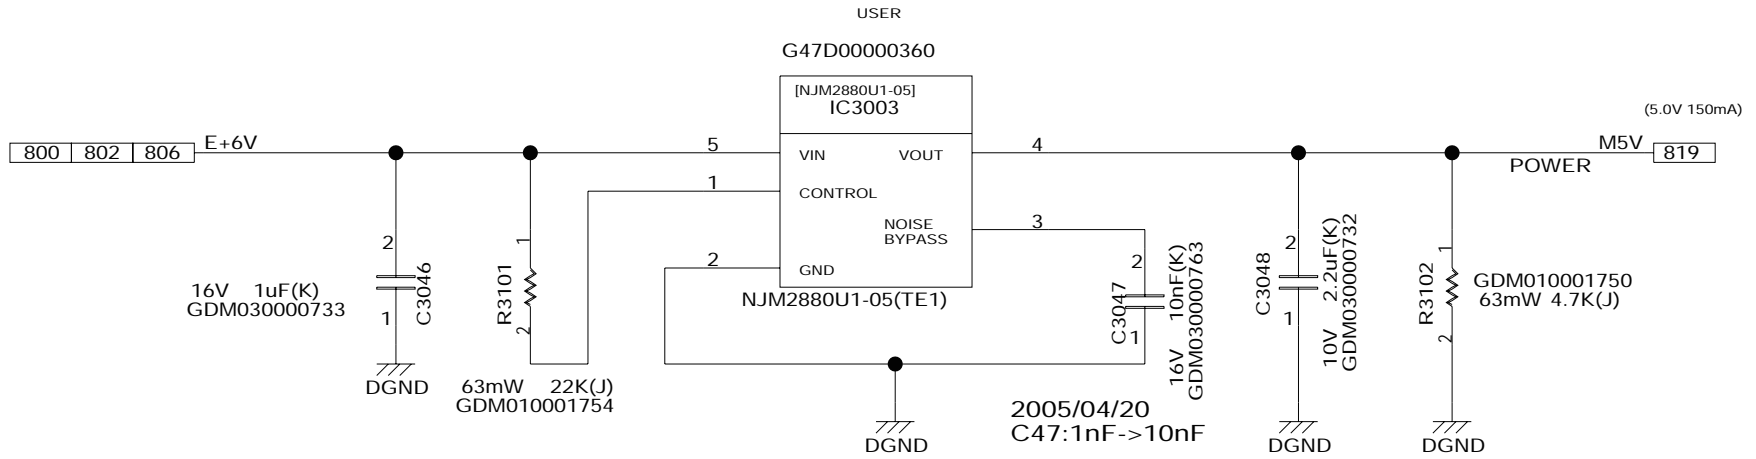 USER
G47D00000360
[NJM2880U1-05]
IC3003
(5.0V 150mA)
800 802 806
E+6V
5
VIN
VOUT
4
M5V
819
POWER
1
CONTROL
NOISE
BYPASS
3
2
GND
NJM2880U1-05(TE1)
2
C3046
1
16V 1uF(K)
GDM030000733
DGND
1
R3101
2
63mW 22K(J)
GDM010001754
2
C3047
1
16V 10nF(K)
GDM030000763
DGND
2005/04/20
C47:1nF->10nF
2
C3048
1
10V 2.2uF(K)
GDM030000732
DGND
1
R3102
2
GDM010001750
63mW 4.7K(J)
DGND